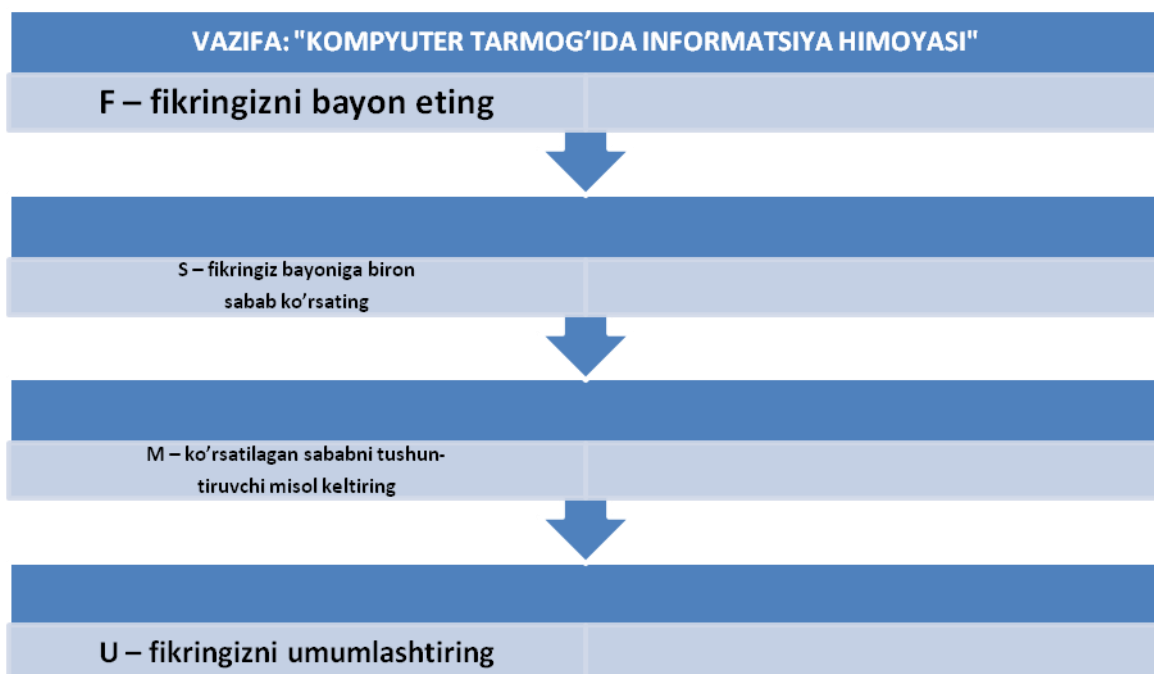 VAZIFA: "KOMPYUTER TARMOG’IDA INFORMATSIYA HIMOYASI"
F – fikringizni bayon eting
S – fikringiz bayoniga biron
sabab ko’rsating
M – ko’rsatilagan sababni tushun-
tiruvchi misol keltiring
U – fikringizni umumlashtiring